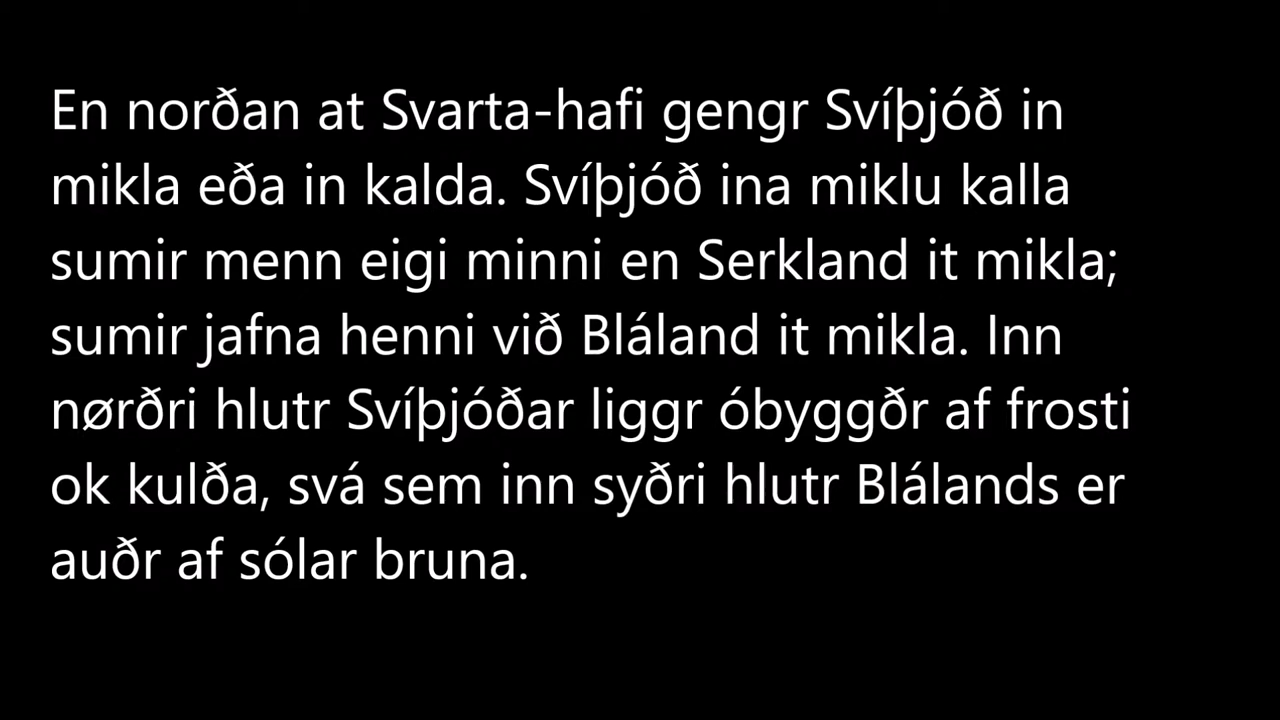 En norðan at Svarta-hafi gengr Svíþjóð in
mikla eða in kalda. Svíþjóð ina miklu kalla
sumir menn eigi minni en Serkland it mikla;
sumir jafna henni við Bláland it mikla. Inn
nørðri hlutr Svíþjóðar liggr óbyggðr af frosti
ok kulða, svá sem inn syðri hlutr Blálands er
auðr af sólar bruna.